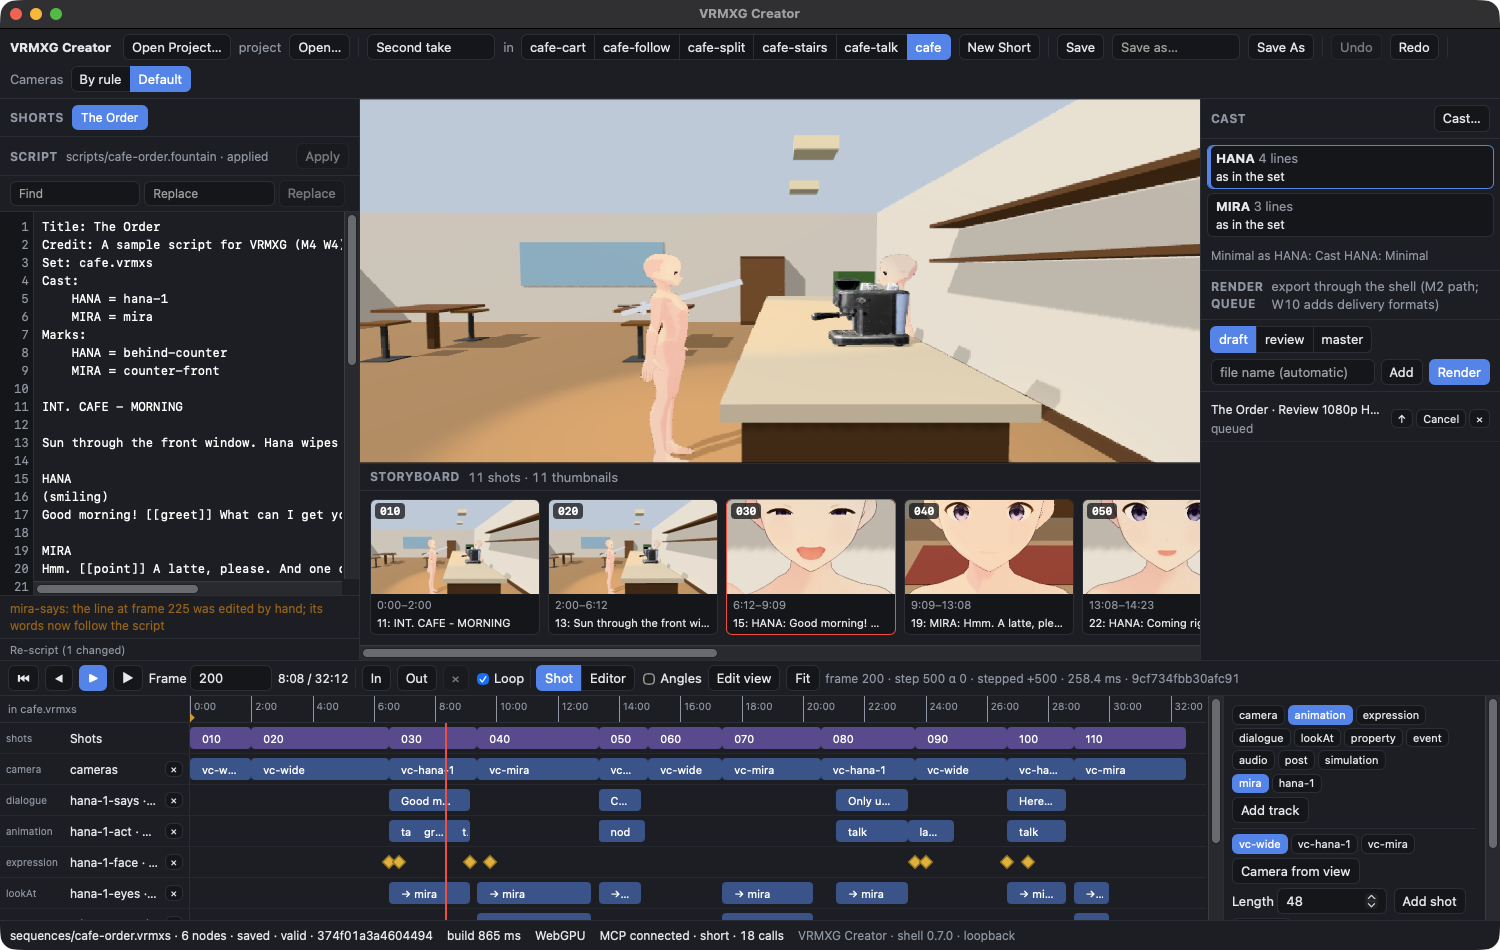 VRMXG Creator
VRMXG Creator Open Project... project Open... Second take in cafe-cart cafe-follow cafe-split cafe-stairs cafe-talk cafe New Short Save Save as... Save As Undo Redo
Cameras By rule Default
SHORTS The Order
SCRIPT scripts/cafe-order.fountain · applied Apply
Find Replace Replace
1 Title: The Order
2 Credit: A sample script for VRMXG (M4 W4)
3 Set: cafe.vrmxs
4 Cast:
5 HANA = hana-1
6 MIRA = mira
7 Marks:
8 HANA = behind-counter
9 MIRA = counter-front
10
11 INT. CAFE - MORNING
12
13 Sun through the front window. Hana wipes
14
15 HANA
16 (smiling)
17 Good morning! [[greet]] What can I get yo
18
19 MIRA
20 Hmm. [[point]] A latte, please. And one
21
mira-says: the line at frame 225 was edited by hand; its
words now follow the script
Re-script (1 changed)
STORYBOARD 11 shots · 11 thumbnails
010 020 030 040 050
0:00–2:00 2:00–6:12 6:12–9:09 9:09–13:08 13:08–14:23
11: INT. CAFE - MORNING 13: Sun through the front wi... 15: HANA: Good morning! ... 19: MIRA: Hmm. A latte, ple... 22: HANA: Coming rig
CAST Cast...
HANA 4 lines
as in the set
MIRA 3 lines
as in the set
Minimal as HANA: Cast HANA: Minimal
RENDER QUEUE export through the shell (M2 path;
W10 adds delivery formats)
draft review master
file name (automatic) Add Render
The Order · Review 1080p H... ↑ Cancel ×
queued
Frame 200 8:08 / 32:12 In Out × Loop Shot Editor Angles Edit view Fit frame 200 · step 500 α 0 · stepped +500 · 258.4 ms · 9cf734fbb30afc91
in cafe.vrmxs 0:00 2:00 4:00 6:00 8:00 10:00 12:00 14:00 16:00 18:00 20:00 22:00 24:00 26:00 28:00 30:00 32:00
shots Shots 010 020 030 040 050 060 070 080 090 100 110
camera cameras × vc-w... vc-wide vc-hana-1 vc-mira vc... vc-wide vc-mira vc-hana-1 vc-wide vc-ha... vc-mira
dialogue hana-1-says ·... × Good m... C... Only u... Here...
animation hana-1-act · ... × ta gr... t. nod talk la... talk
expression hana-1-face · ... ×
lookAt hana-1-eyes ·... × → mira → mira →... → mira → mira → mi... →...
camera animation expression
dialogue lookAt property event
audio post simulation
mira hana-1
Add track
vc-wide vc-hana-1 vc-mira
Camera from view
Length 48 Add shot
sequences/cafe-order.vrmxs · 6 nodes · saved · valid · 374f01a3a4604494 build 865 ms WebGPU MCP connected · short · 18 calls VRMXG Creator · shell 0.7.0 · loopback